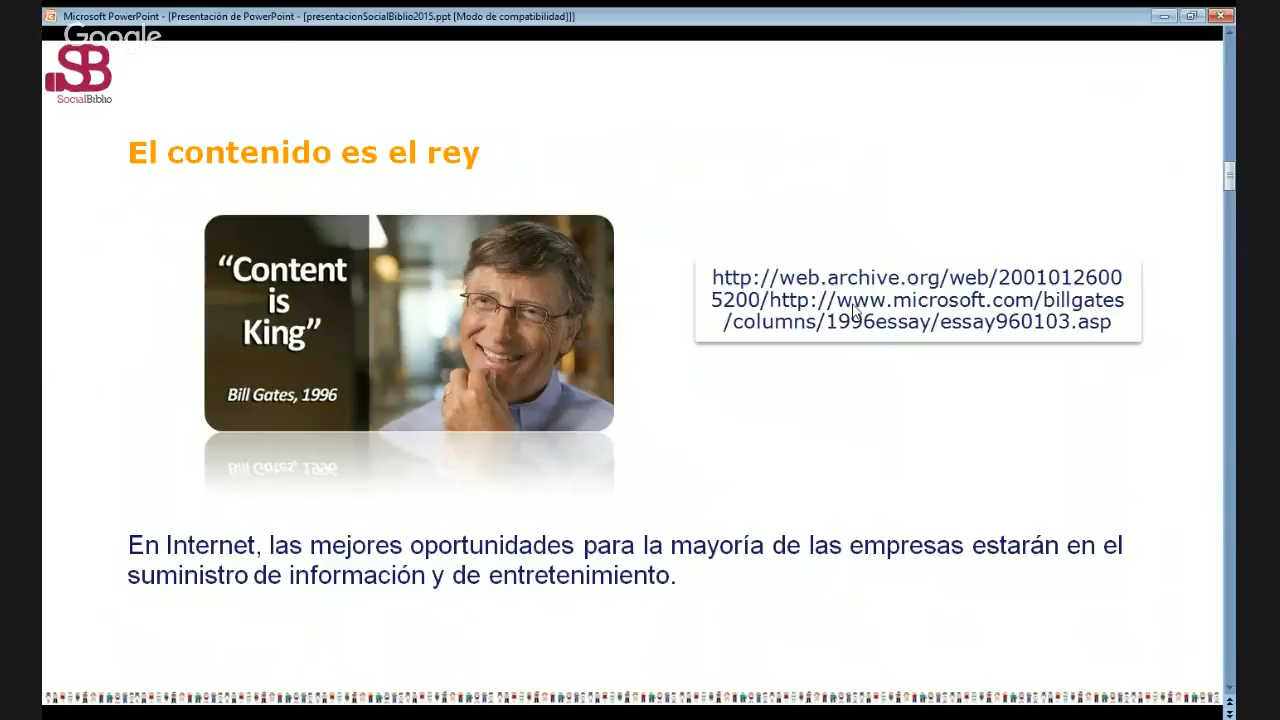 Microsoft PowerPoint - [Presentación de PowerPoint - [presentacionSocialBiblio2015.ppt [Modo de compatibilidad]]]
Google
SB
SocialBiblio
El contenido es el rey
“Content
is
King”
Bill Gates, 1996
http://web.archive.org/web/2001012600
5200/http://www.microsoft.com/billgates
/columns/1996essay/essay960103.asp
En Internet, las mejores oportunidades para la mayoría de las empresas estarán en el
suministro de información y de entretenimiento.